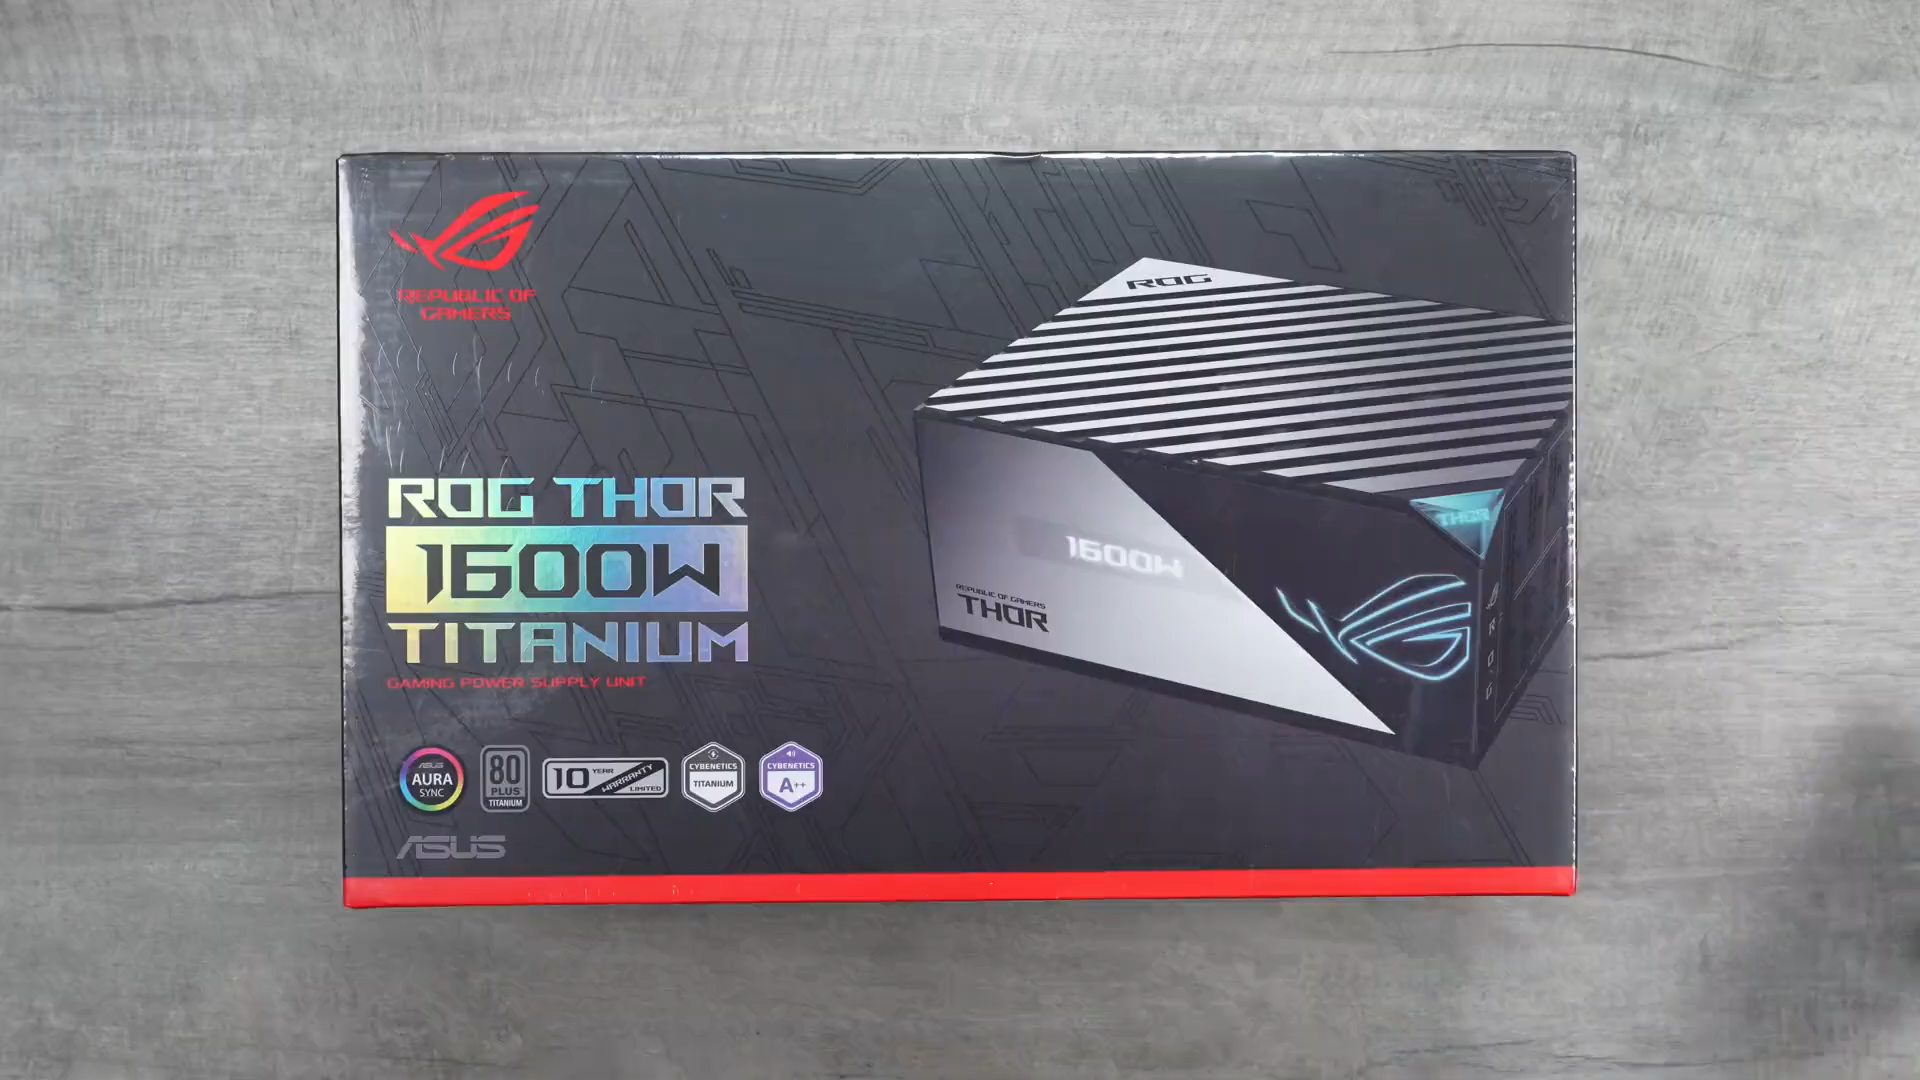 REPUBLIC OF
GAMERS
ROG THOR
1600W
TITANIUM
GAMING POWER SUPPLY UNIT
ASUS
AURA
SYNC
80
PLUS
TITANIUM
10 YEAR
WARRANTY
LIMITED
CYBENETICS
TITANIUM
CYBENETICS
A++
ASUS
ROG
1600W
REPUBLIC OF GAMERS
THOR
THOR